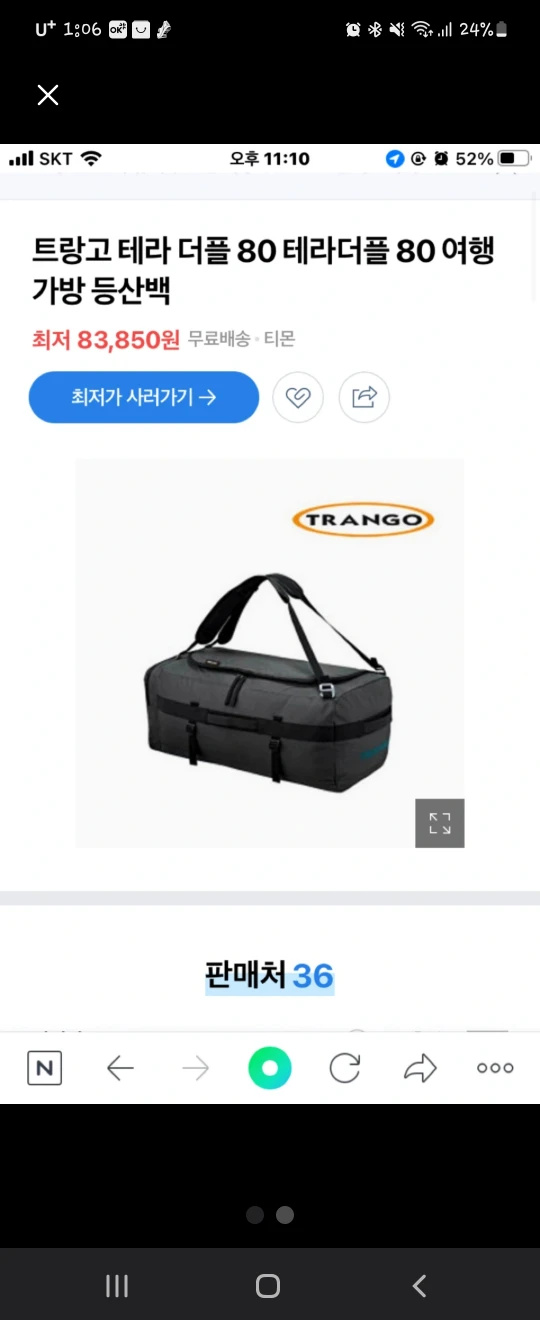 U⁺ 1:06 OK 24%
SKT 오후 11:10 52%
트랑고 테라 더플 80 테라더플 80 여행
가방 등산백
최저 83,850원 무료배송 · 티몬
최저가 사러가기 →
TRANGO
판매처 36
N